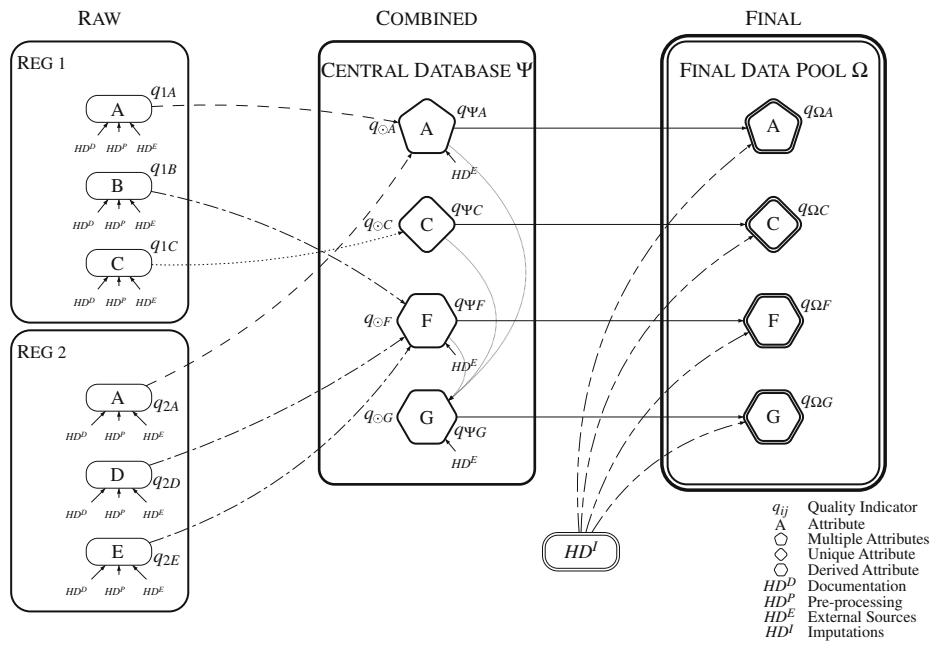 RAW
COMBINED
FINAL
REG 1
A
q1A
HD^D HD^P HD^E
B
q1B
HD^D HD^P HD^E
C
q1C
HD^D HD^P HD^E
REG 2
A
q2A
HD^D HD^P HD^E
D
q2D
HD^D HD^P HD^E
E
q2E
HD^D HD^P HD^E
CENTRAL DATABASE Ψ
q⊙A A qΨA
HD^E
q⊙C C qΨC
q⊙F F qΨF
HD^E
q⊙G G qΨG
HD^E
FINAL DATA POOL Ω
A qΩA
C qΩC
F qΩF
G qΩG
HD^I
qij Quality Indicator
A Attribute
Multiple Attributes
Unique Attribute
Derived Attribute
HD^D Documentation
HD^P Pre-processing
HD^E External Sources
HD^I Imputations